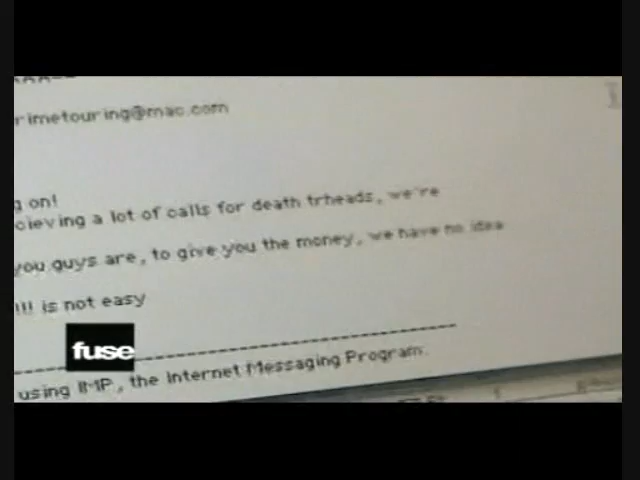 rimetouring@mac.com
g on!
cieving a lot of calls for death trheads, we're
you guys are, to give you the money, we have no idea
!!! is not easy
fuse
--------------------------------------------
using IMP, the Internet Messaging Program.